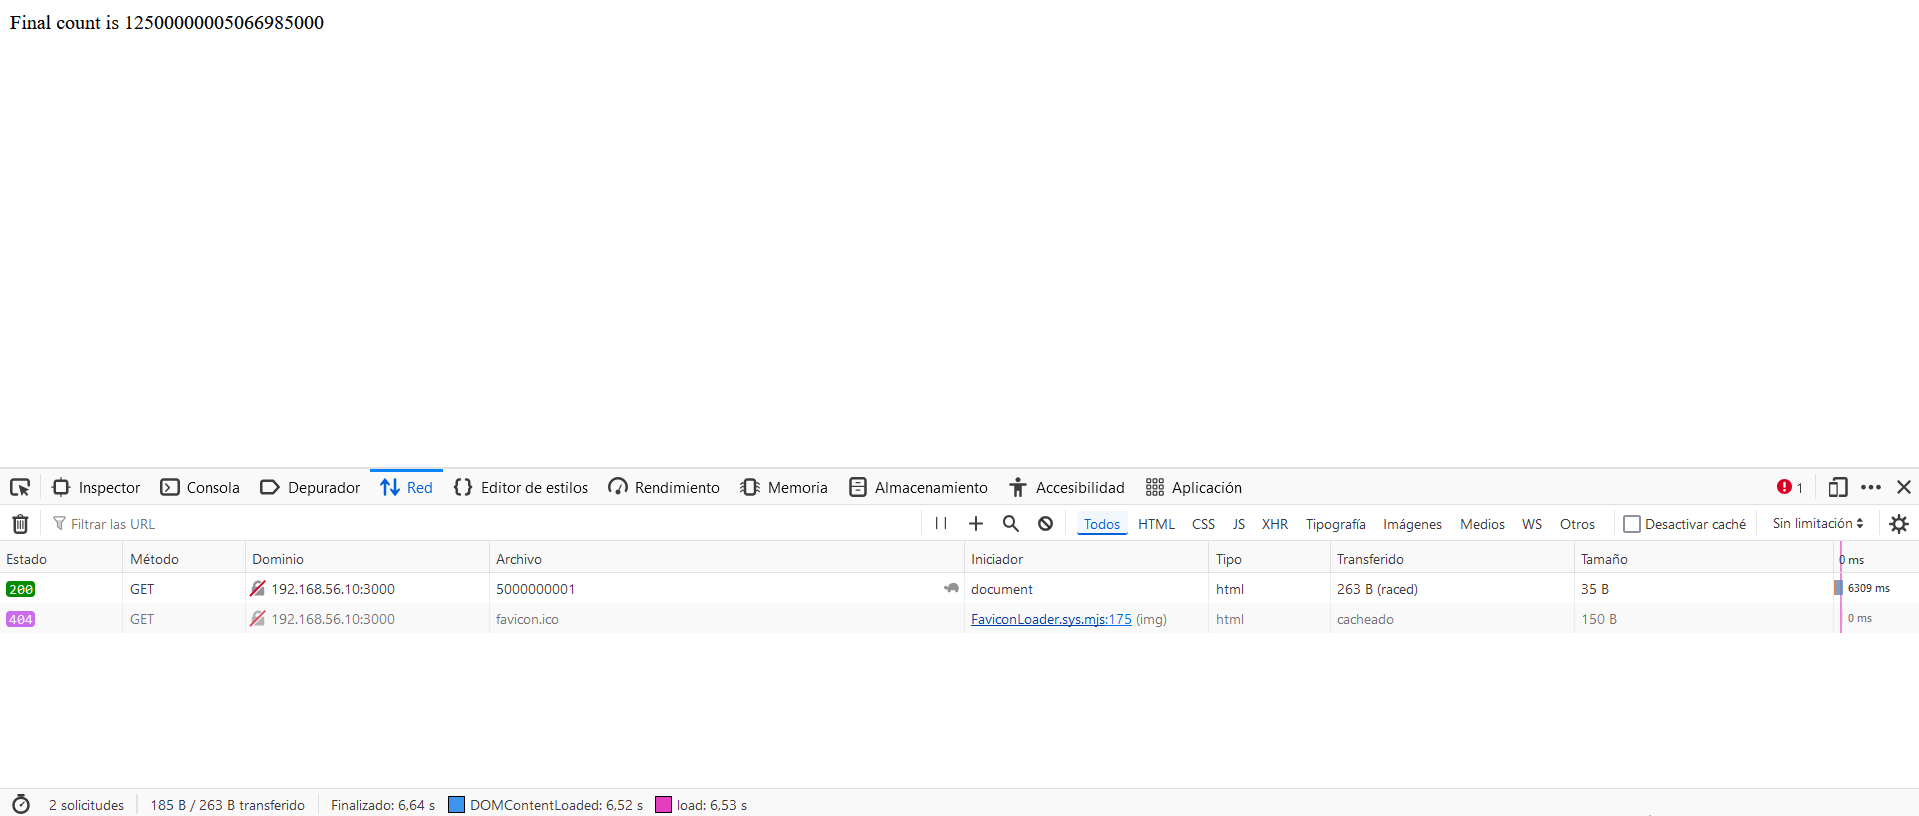 Final count is 12500000005066985000
Inspector Consola Depurador Red Editor de estilos Rendimiento Memoria Almacenamiento Accesibilidad Aplicación 1
Filtrar las URL Todos HTML CSS JS XHR Tipografía Imágenes Medios WS Otros Desactivar caché Sin limitación
Estado Método Dominio Archivo Iniciador Tipo Transferido Tamaño 0 ms
200 GET 192.168.56.10:3000 5000000001 document html 263 B (raced) 35 B 6309 ms
404 GET 192.168.56.10:3000 favicon.ico FaviconLoader.sys.mjs:175 (img) html cacheado 150 B 0 ms
2 solicitudes 185 B / 263 B transferido Finalizado: 6,64 s DOMContentLoaded: 6,52 s load: 6,53 s